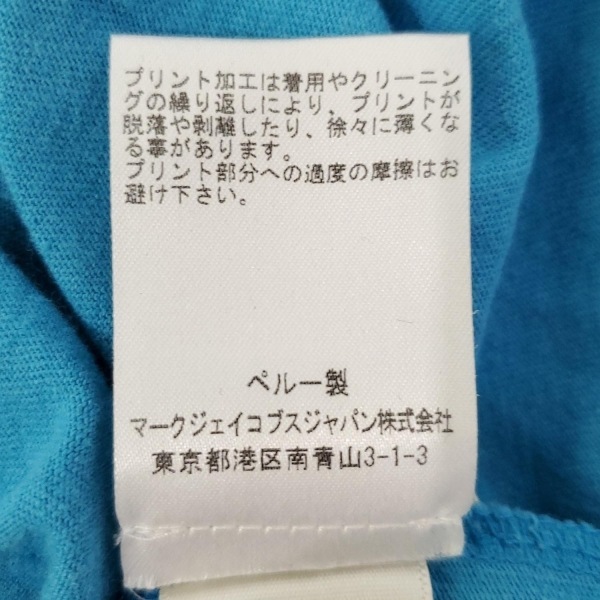 プリント加工は着用やクリーニン
グの繰り返しにより、プリントが
脱落や剥離したり、徐々に薄くな
る事があります。
プリント部分への過度の摩擦はお
避け下さい。
ペルー製
マークジェイコブスジャパン株式会社
東京都港区南青山3-1-3